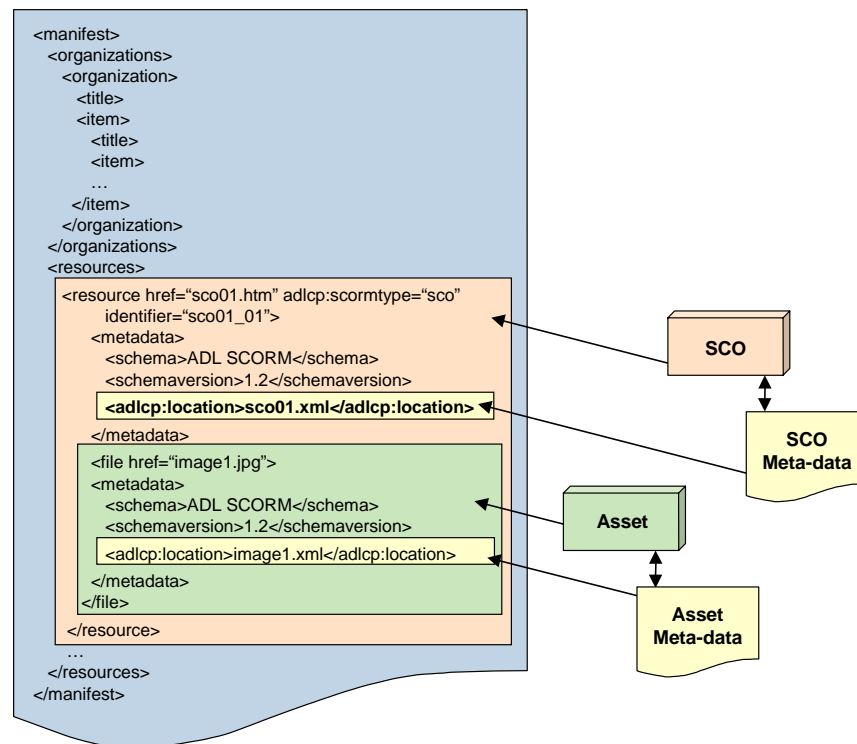 <manifest>
<organizations>
<organization>
<title>
<item>
<title>
<item>
…
</item>
</organization>
</organizations>
<resources>
<resource href=“sco01.htm” adlcp:scormtype=“sco”
identifier=“sco01_01”>
<metadata>
<schema>ADL SCORM</schema>
<schemaversion>1.2</schemaversion>
<adlcp:location>sco01.xml</adlcp:location>
</metadata>
<file href=“image1.jpg”>
<metadata>
<schema>ADL SCORM</schema>
<schemaversion>1.2</schemaversion>
<adlcp:location>image1.xml</adlcp:location>
</metadata>
</file>
</resource>
…
</resources>
</manifest>
SCO
SCO
Meta-data
Asset
Asset
Meta-data